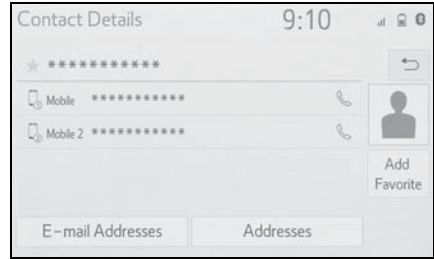 Contact Details 9:10
***********
Mobile ***********
Mobile 2 ***********
Add
Favorite
E-mail Addresses Addresses